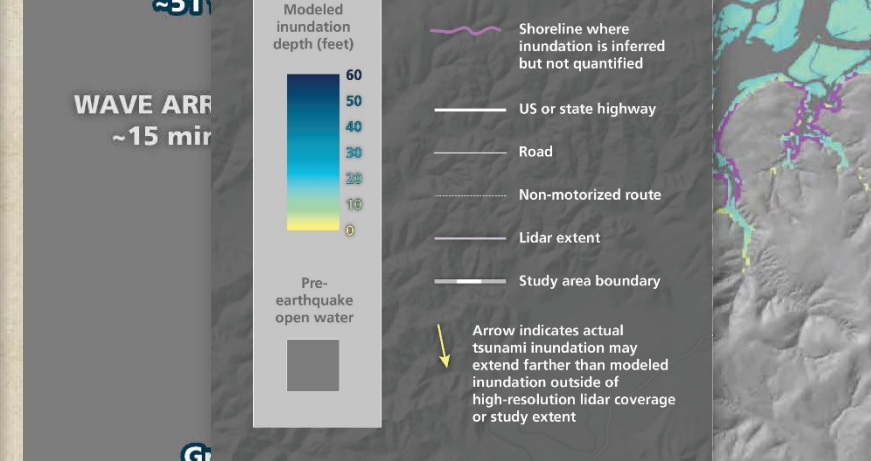 ~51
WAVE ARR
~15 min
Modeled
inundation
depth (feet)
60
50
40
30
20
10
0
Pre-
earthquake
open water
Shoreline where
inundation is inferred
but not quantified
US or state highway
Road
Non-motorized route
Lidar extent
Study area boundary
Arrow indicates actual
tsunami inundation may
extend farther than modeled
inundation outside of
high-resolution lidar coverage
or study extent